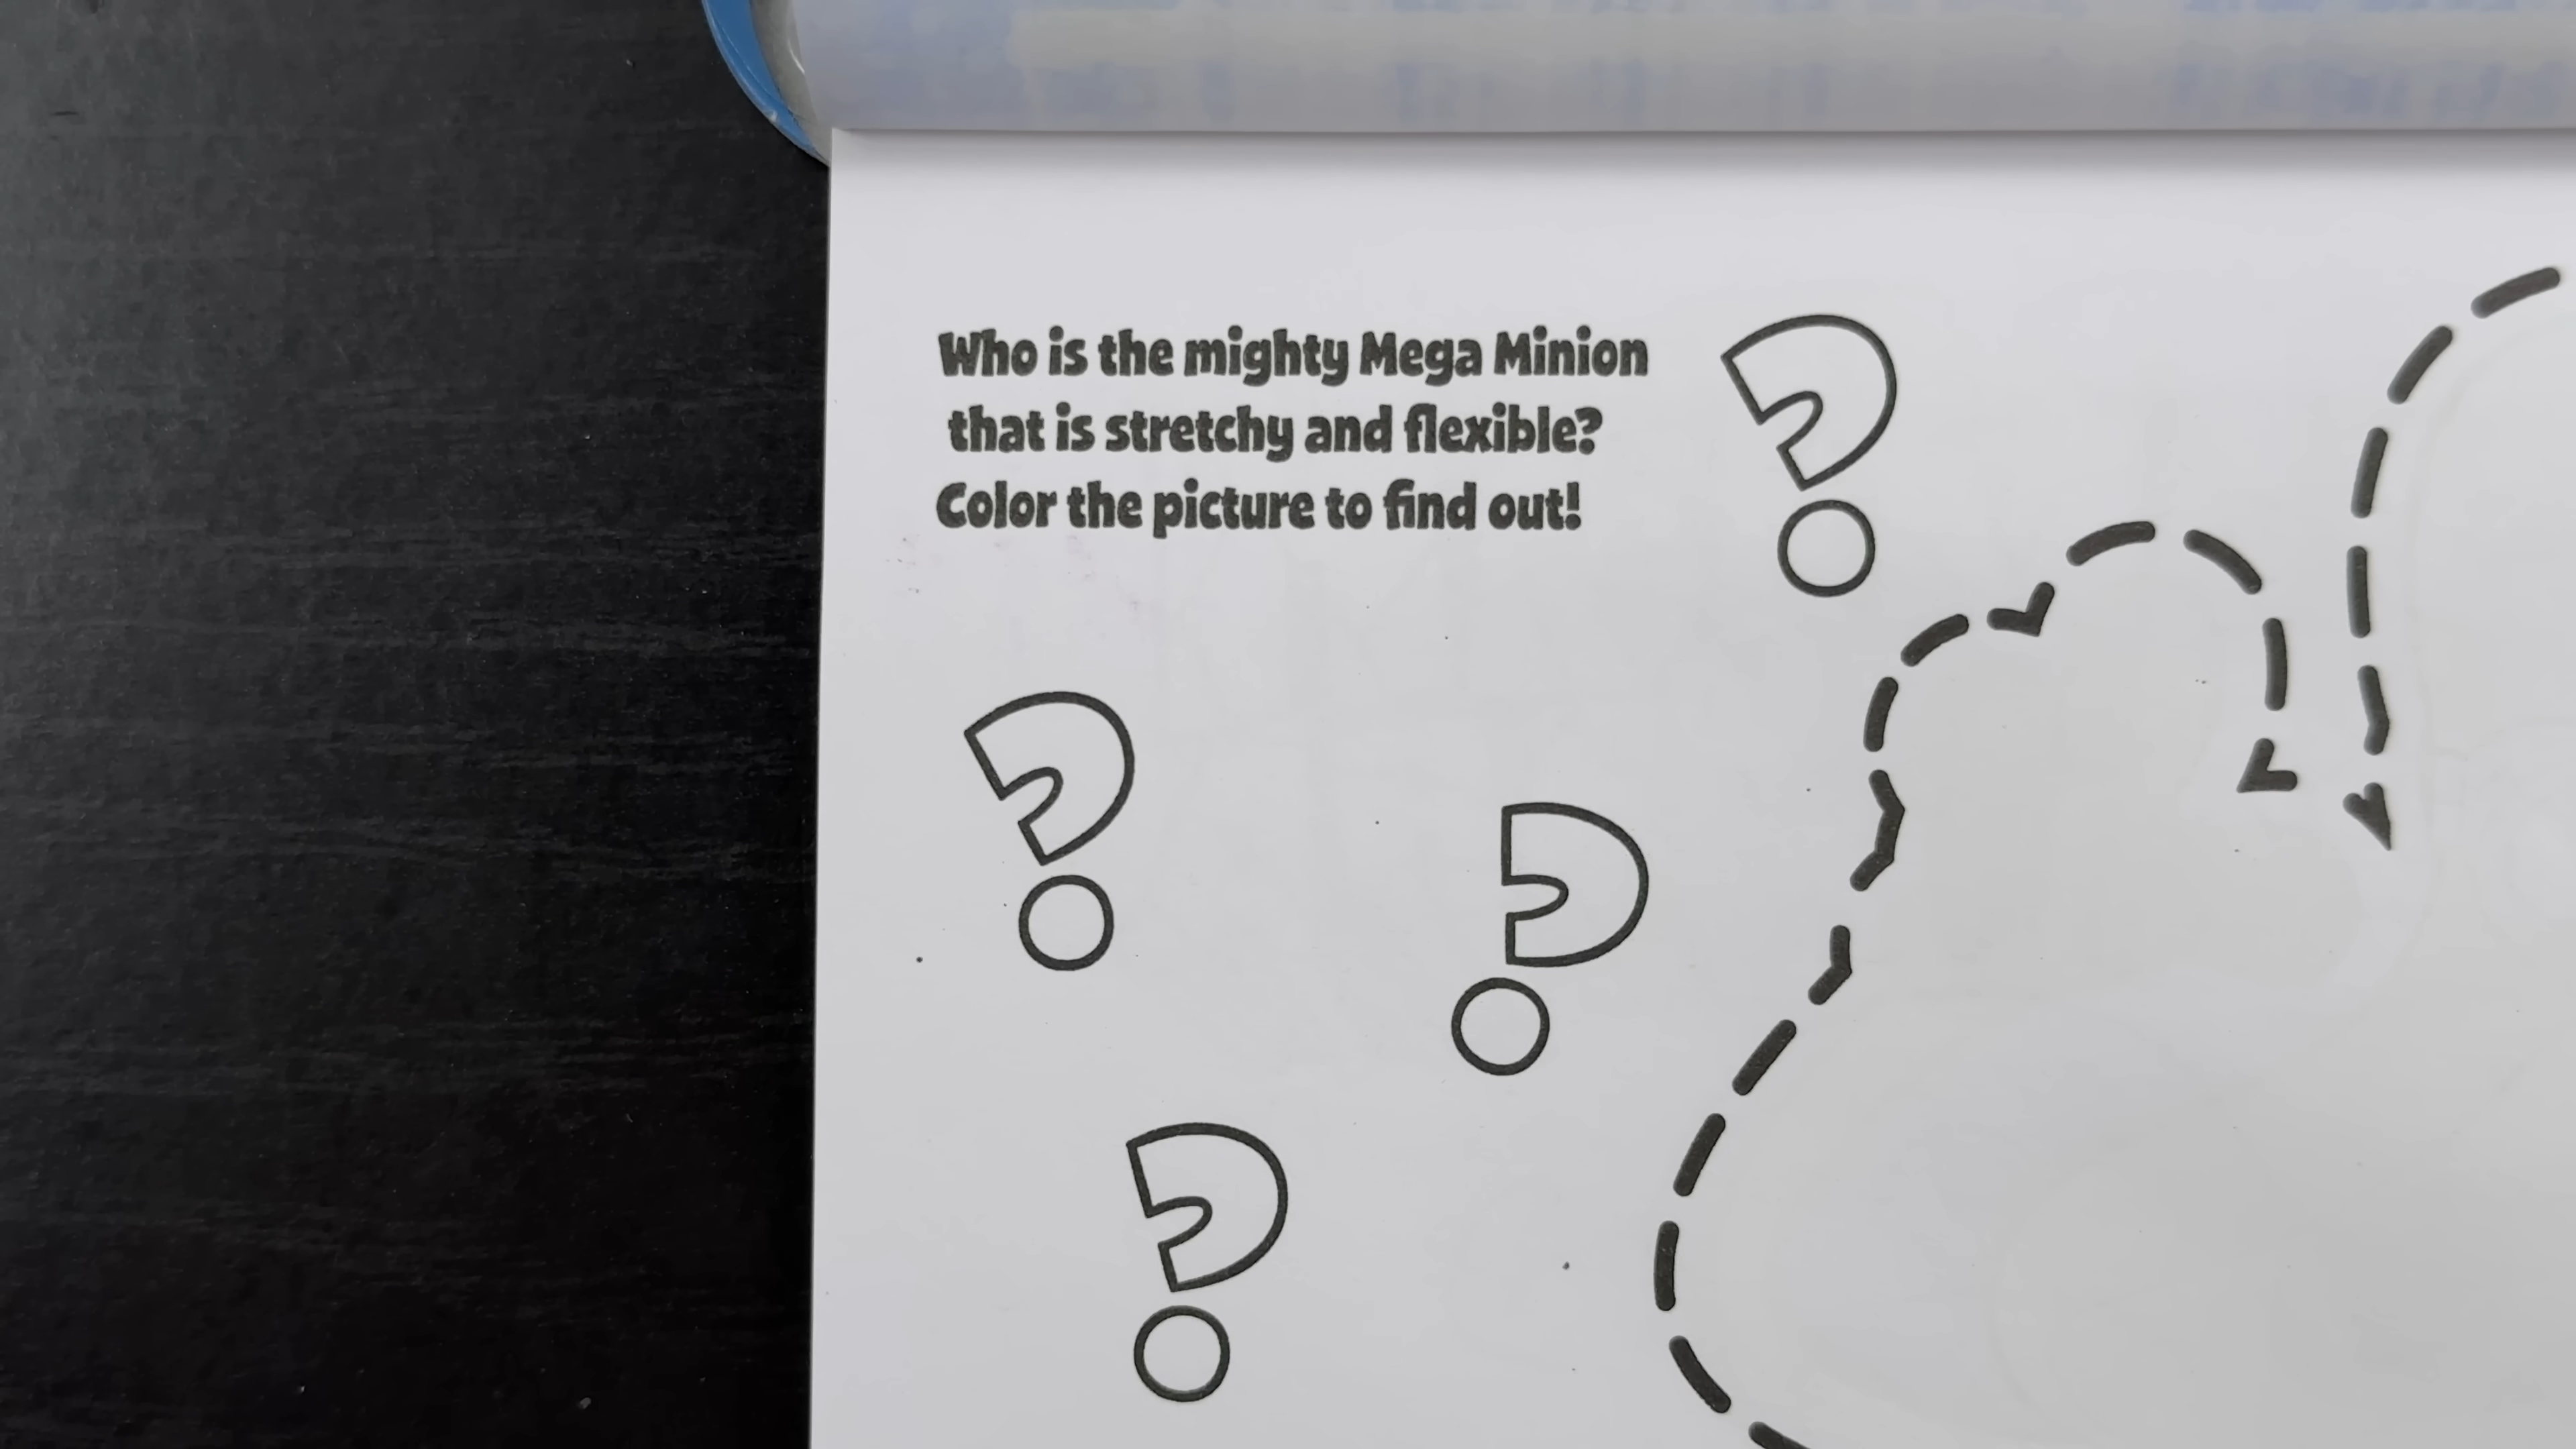 Who is the mighty Mega Minion
that is stretchy and flexible?
Color the picture to find out!